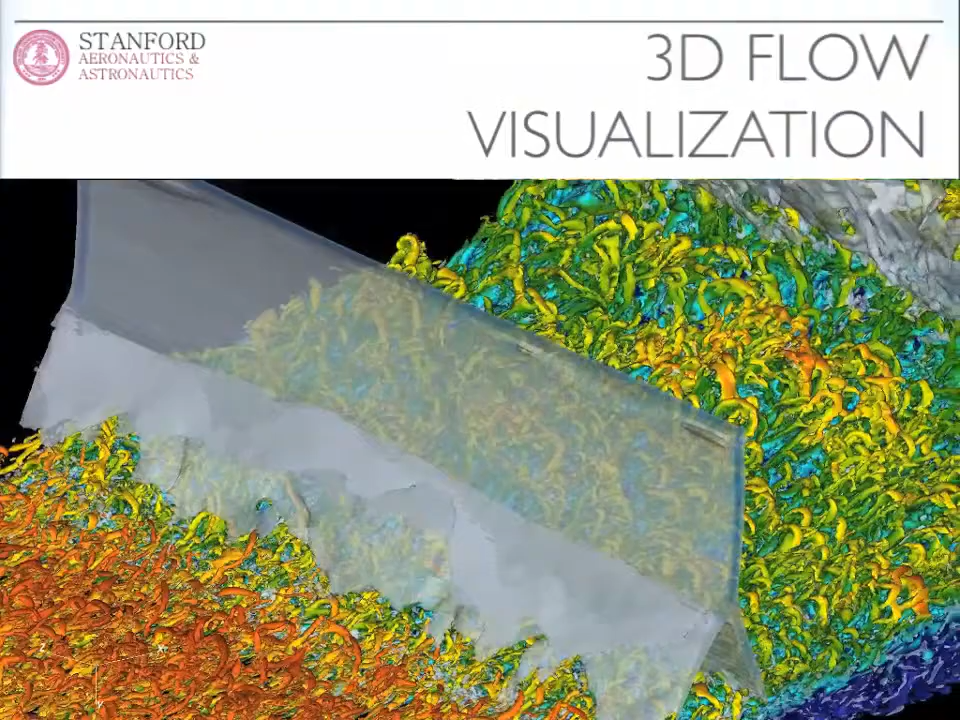 STANFORD
AERONAUTICS &
ASTRONAUTICS
3D FLOW
VISUALIZATION